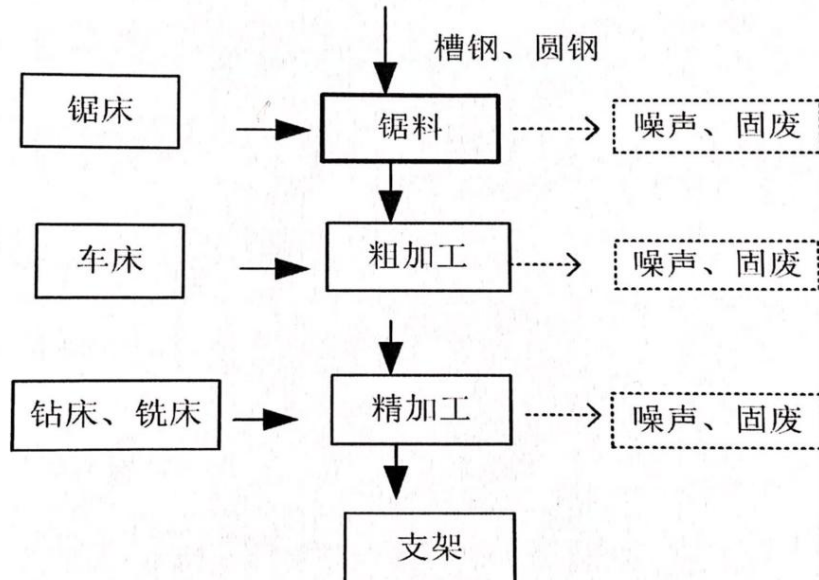 槽钢、圆钢
锯床
锯料
噪声、固废
车床
粗加工
噪声、固废
钻床、铣床
精加工
噪声、固废
支架